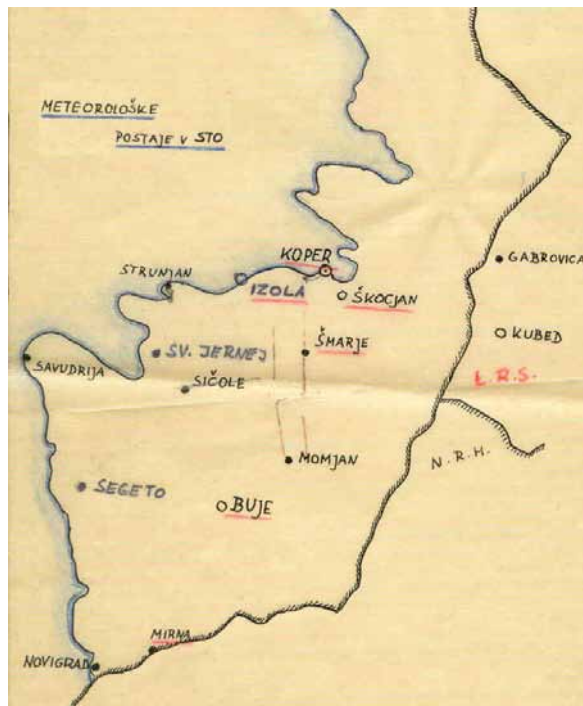 METEOROLOŠKE
POSTAJE V STO
KOPER
GABROVICA
STRUNJAN
IZOLA
ŠKOCJAN
KUBED
SV. JERNEJ
ŠMARJE
SAVUDRIJA
SIČOLE
L.R.S.
MOMJAN
N.R.H.
SEGETO
BUJE
MIRNA
NOVIGRAD